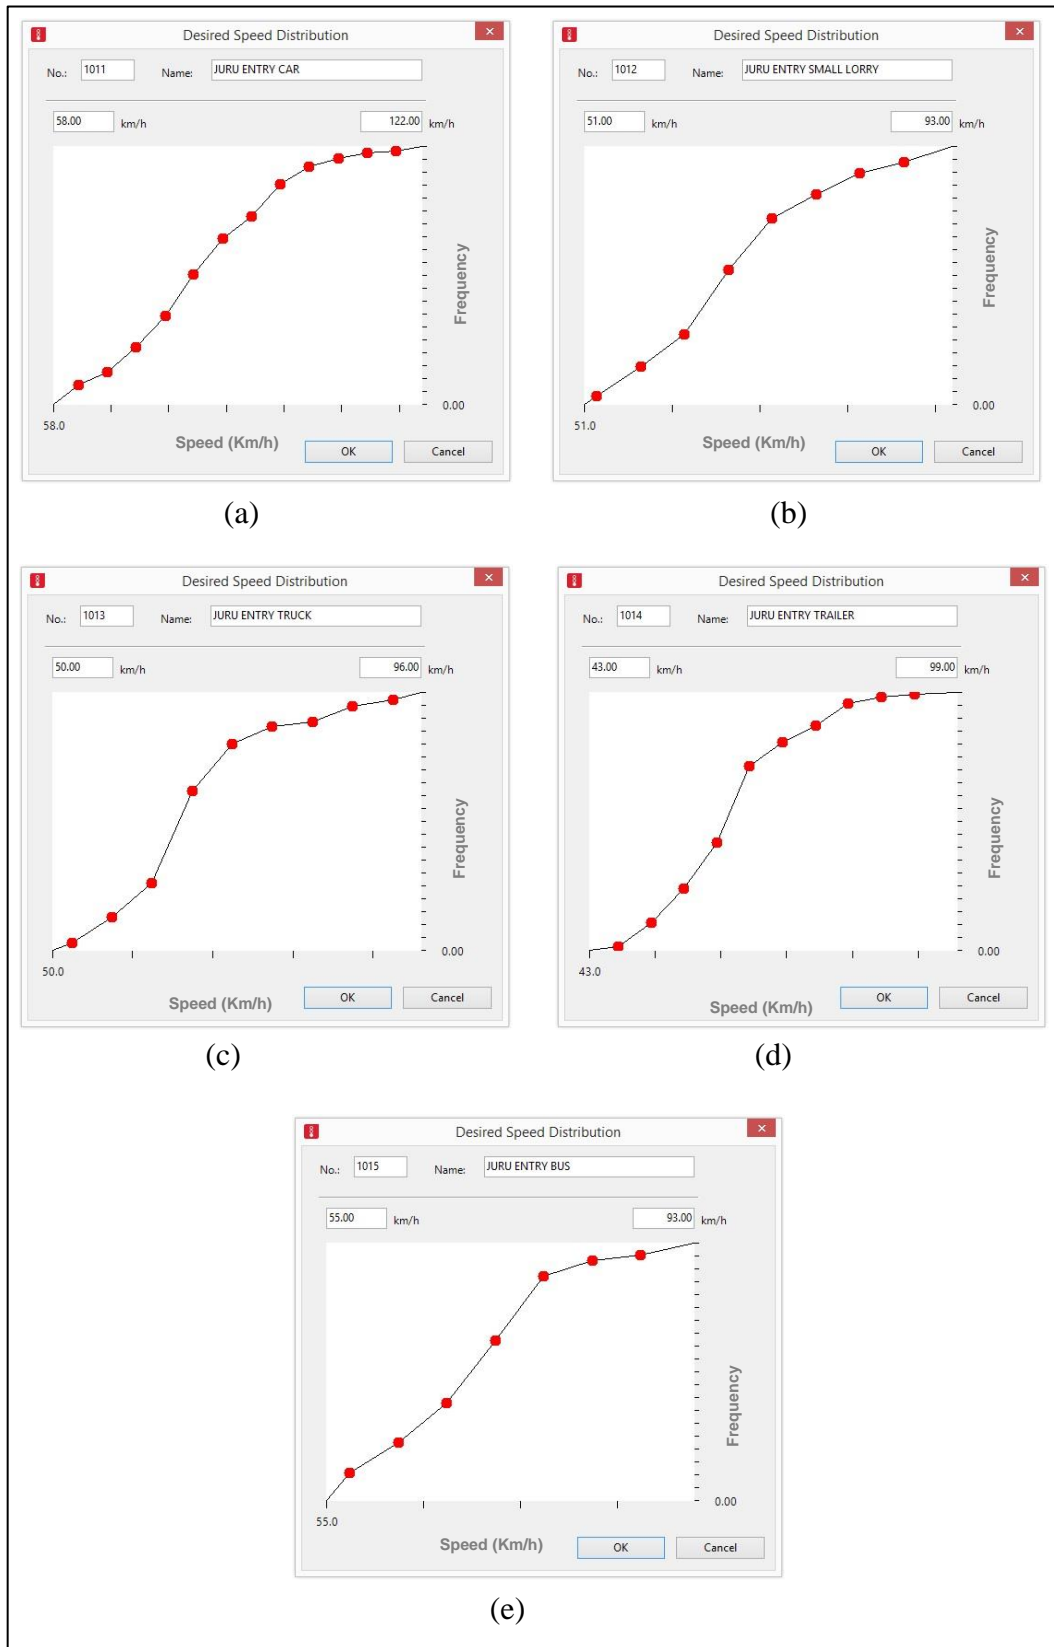 Desired Speed Distribution
No.: 1011 Name: JURU ENTRY CAR
58.00 km/h 122.00 km/h
Frequency
0.00
58.0
Speed (Km/h)
OK Cancel
(a)
Desired Speed Distribution
No.: 1012 Name: JURU ENTRY SMALL LORRY
51.00 km/h 93.00 km/h
Frequency
0.00
51.0
Speed (Km/h)
OK Cancel
(b)
Desired Speed Distribution
No.: 1013 Name: JURU ENTRY TRUCK
50.00 km/h 96.00 km/h
Frequency
0.00
50.0
Speed (Km/h)
OK Cancel
(c)
Desired Speed Distribution
No.: 1014 Name: JURU ENTRY TRAILER
43.00 km/h 99.00 km/h
Frequency
0.00
43.0
Speed (Km/h)
OK Cancel
(d)
Desired Speed Distribution
No.: 1015 Name: JURU ENTRY BUS
55.00 km/h 93.00 km/h
Frequency
0.00
55.0
Speed (Km/h)
OK Cancel
(e)